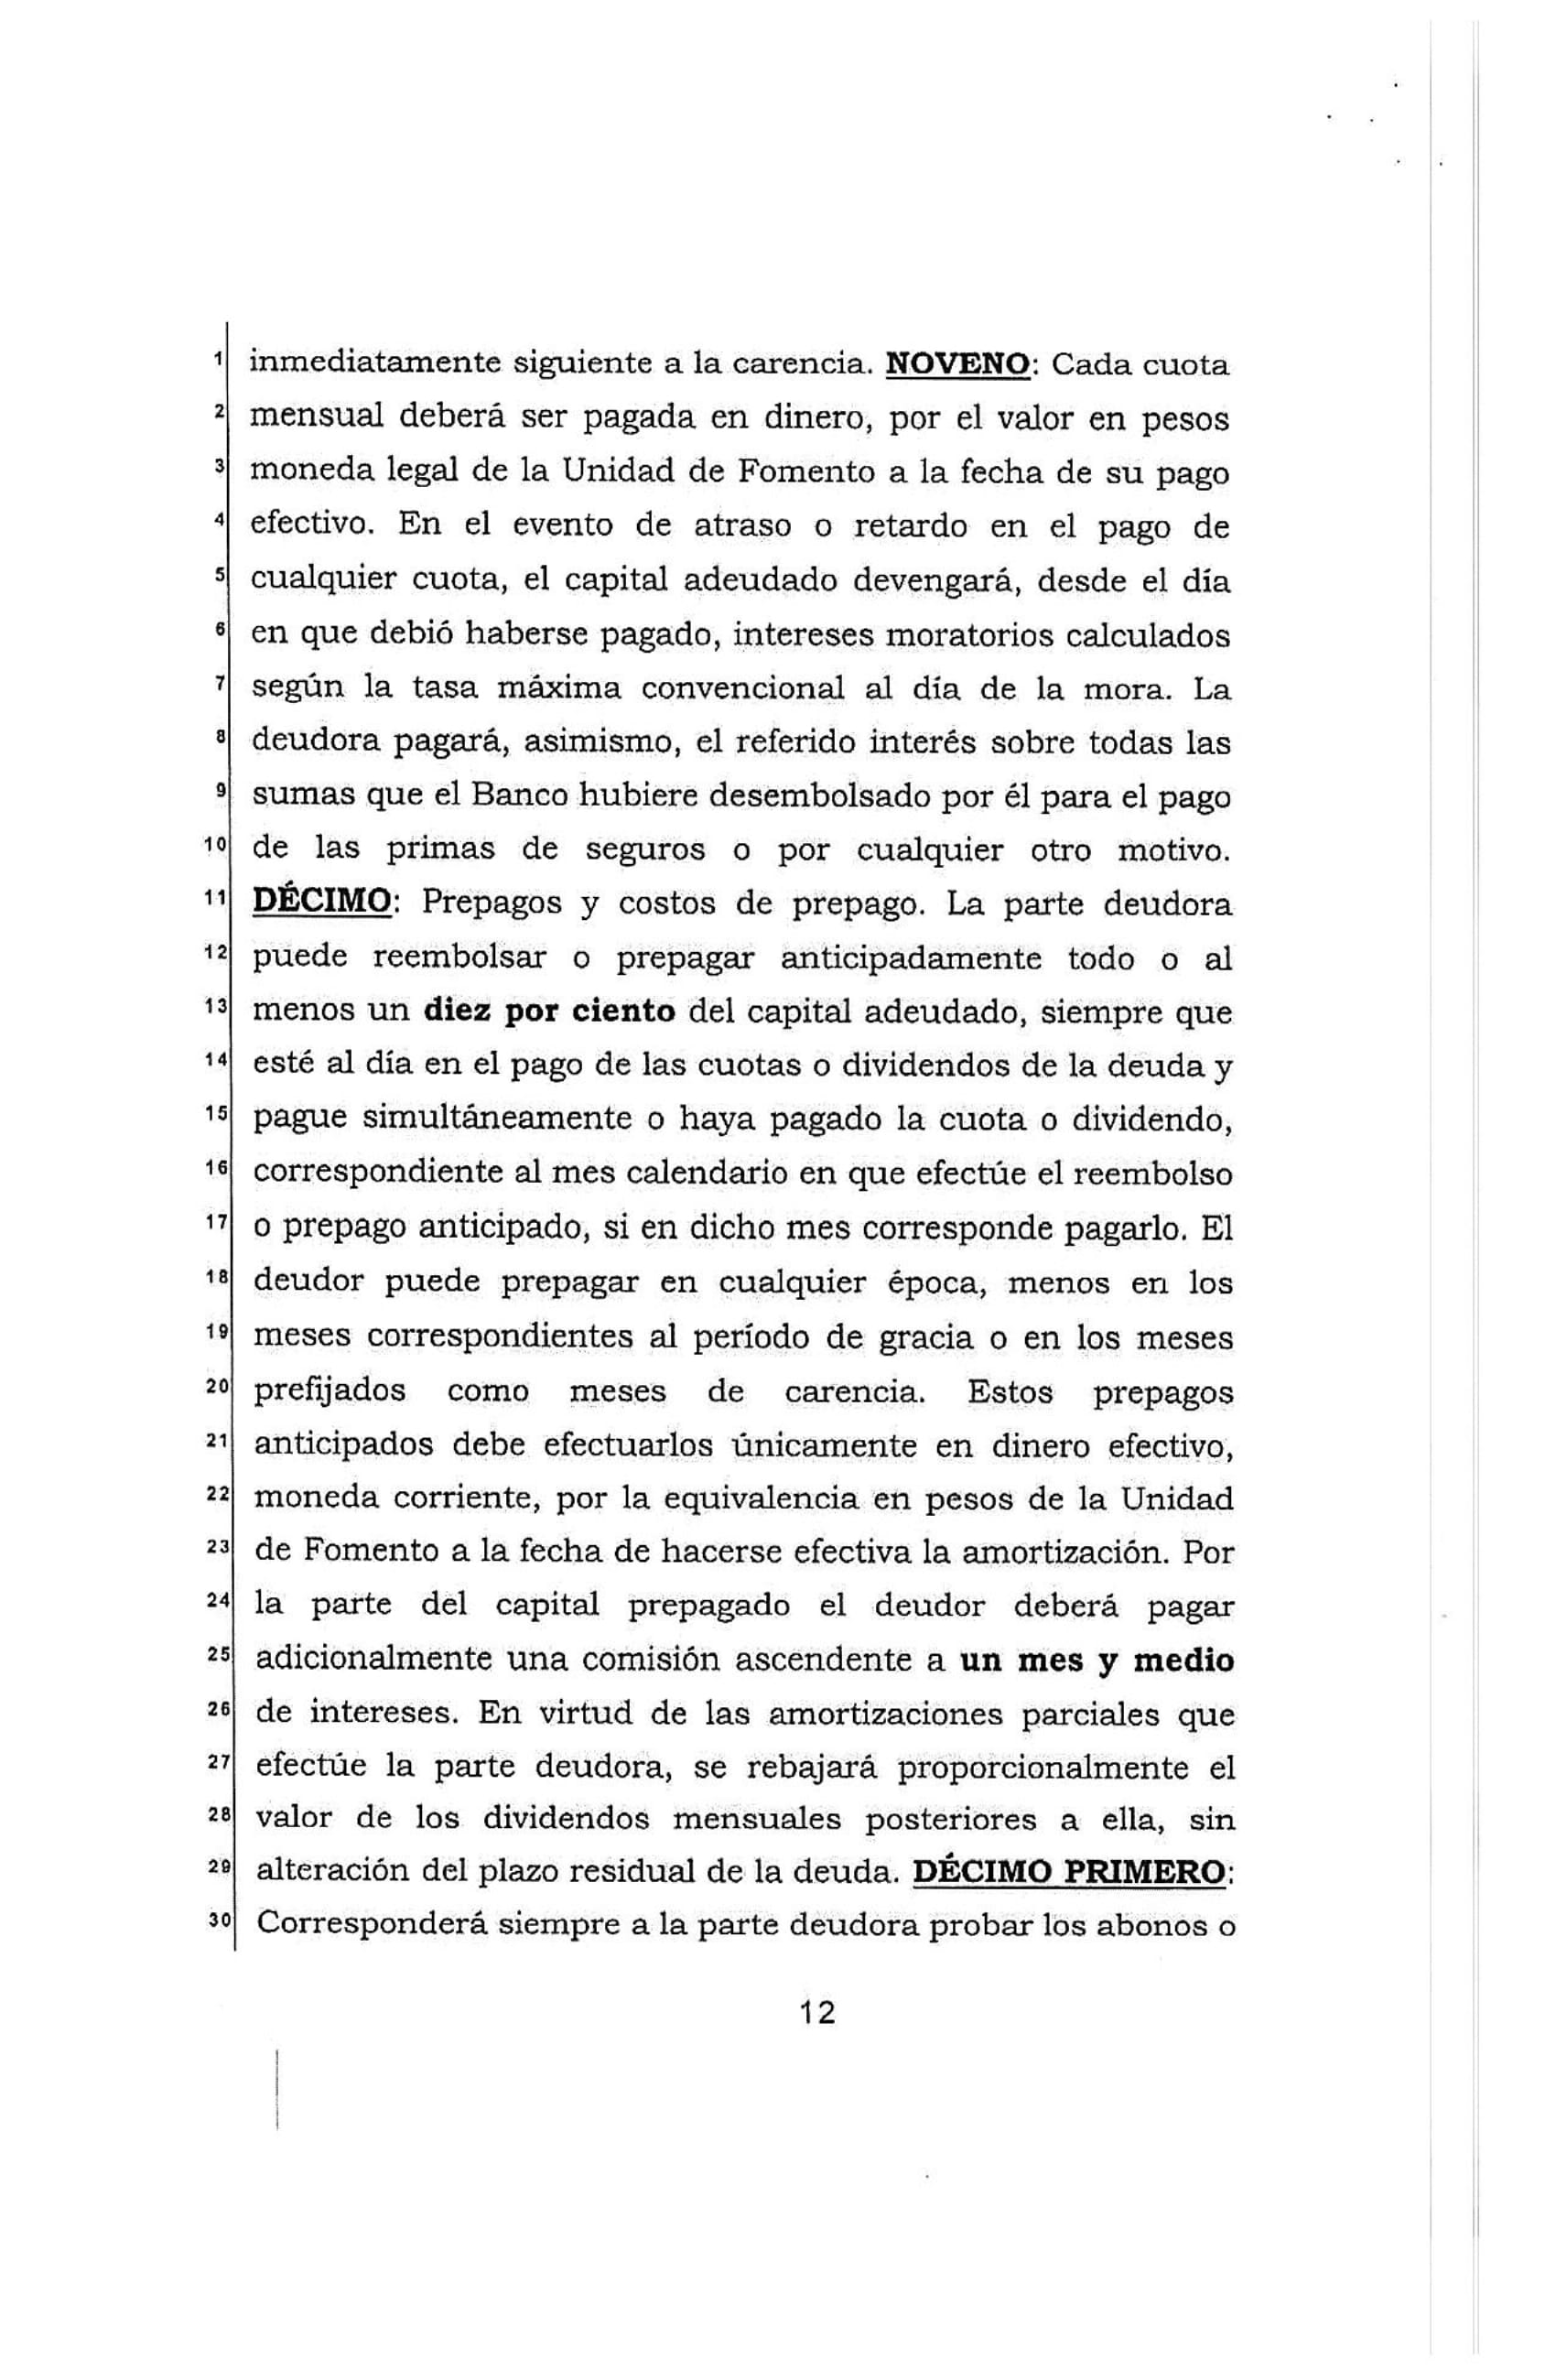 1 inmediatamente siguiente a la carencia. NOVENO: Cada cuota
2 mensual deberá ser pagada en dinero, por el valor en pesos
3 moneda legal de la Unidad de Fomento a la fecha de su pago
4 efectivo. En el evento de atraso o retardo en el pago de
5 cualquier cuota, el capital adeudado devengará, desde el día
6 en que debió haberse pagado, intereses moratorios calculados
7 según la tasa máxima convencional al día de la mora. La
8 deudora pagará, asimismo, el referido interés sobre todas las
9 sumas que el Banco hubiere desembolsado por él para el pago
10 de las primas de seguros o por cualquier otro motivo.
11 DÉCIMO: Prepagos y costos de prepago. La parte deudora
12 puede reembolsar o prepagar anticipadamente todo o al
13 menos un diez por ciento del capital adeudado, siempre que
14 esté al día en el pago de las cuotas o dividendos de la deuda y
15 pague simultáneamente o haya pagado la cuota o dividendo,
16 correspondiente al mes calendario en que efectúe el reembolso
17 o prepago anticipado, si en dicho mes corresponde pagarlo. El
18 deudor puede prepagar en cualquier época, menos en los
19 meses correspondientes al período de gracia o en los meses
20 prefijados como meses de carencia. Estos prepagos
21 anticipados debe efectuarlos únicamente en dinero efectivo,
22 moneda corriente, por la equivalencia en pesos de la Unidad
23 de Fomento a la fecha de hacerse efectiva la amortización. Por
24 la parte del capital prepagado el deudor deberá pagar
25 adicionalmente una comisión ascendente a un mes y medio
26 de intereses. En virtud de las amortizaciones parciales que
27 efectúe la parte deudora, se rebajará proporcionalmente el
28 valor de los dividendos mensuales posteriores a ella, sin
29 alteración del plazo residual de la deuda. DÉCIMO PRIMERO:
30 Corresponderá siempre a la parte deudora probar los abonos o
12